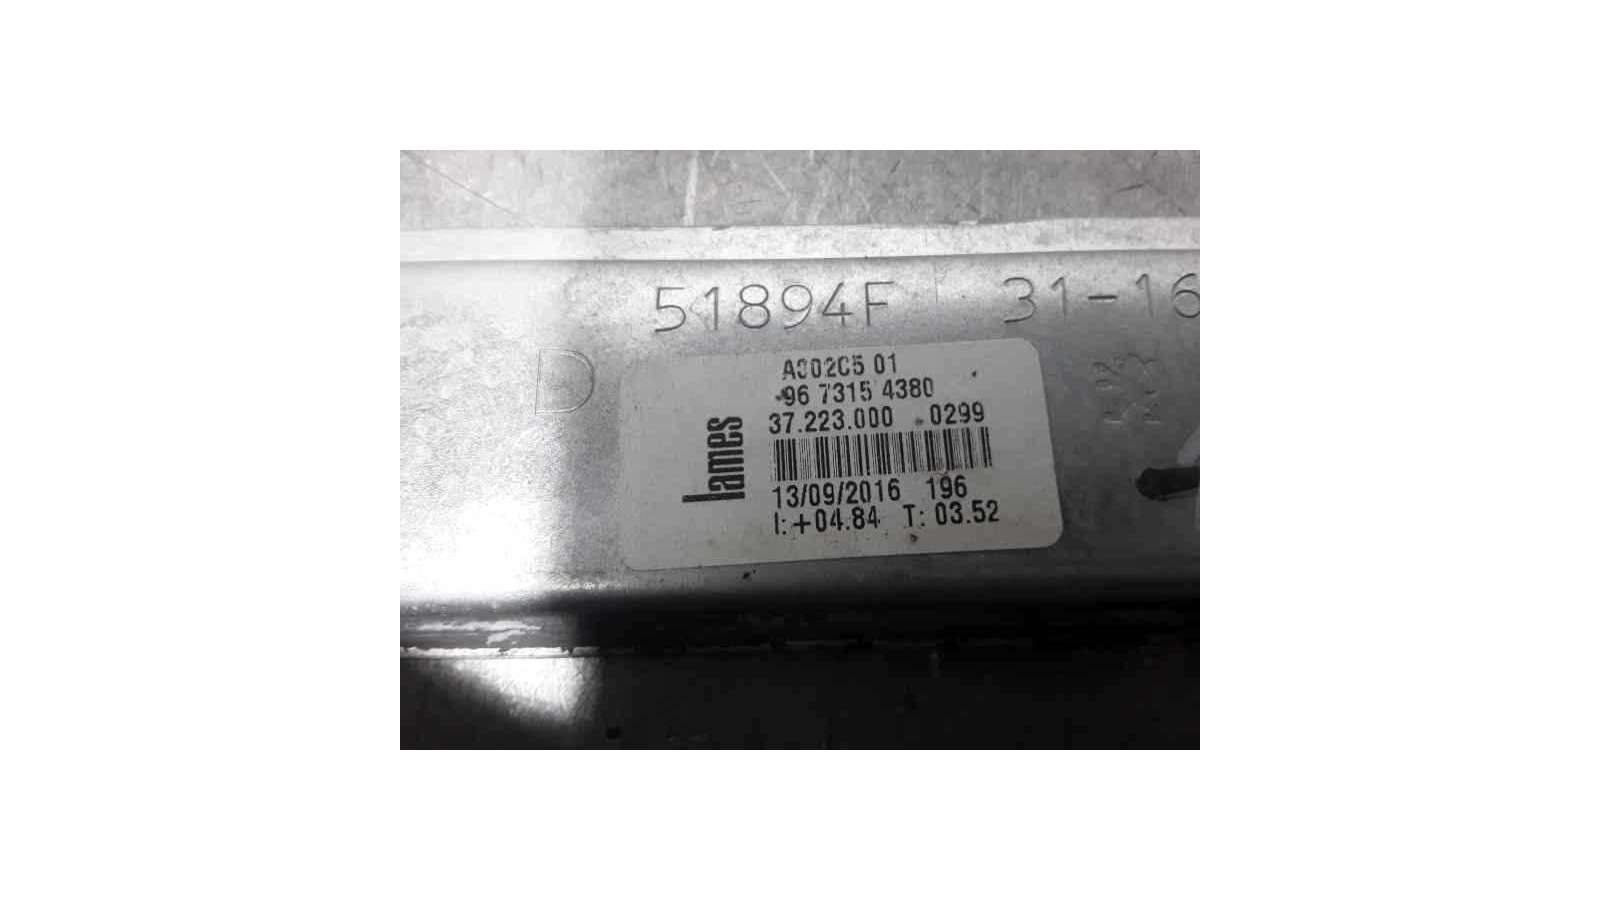 51894F 31-16
D
A002C5 01
96 7315 4380
37.223.000 0299
lames
13/09/2016 196
I:+04.84 T: 03.52